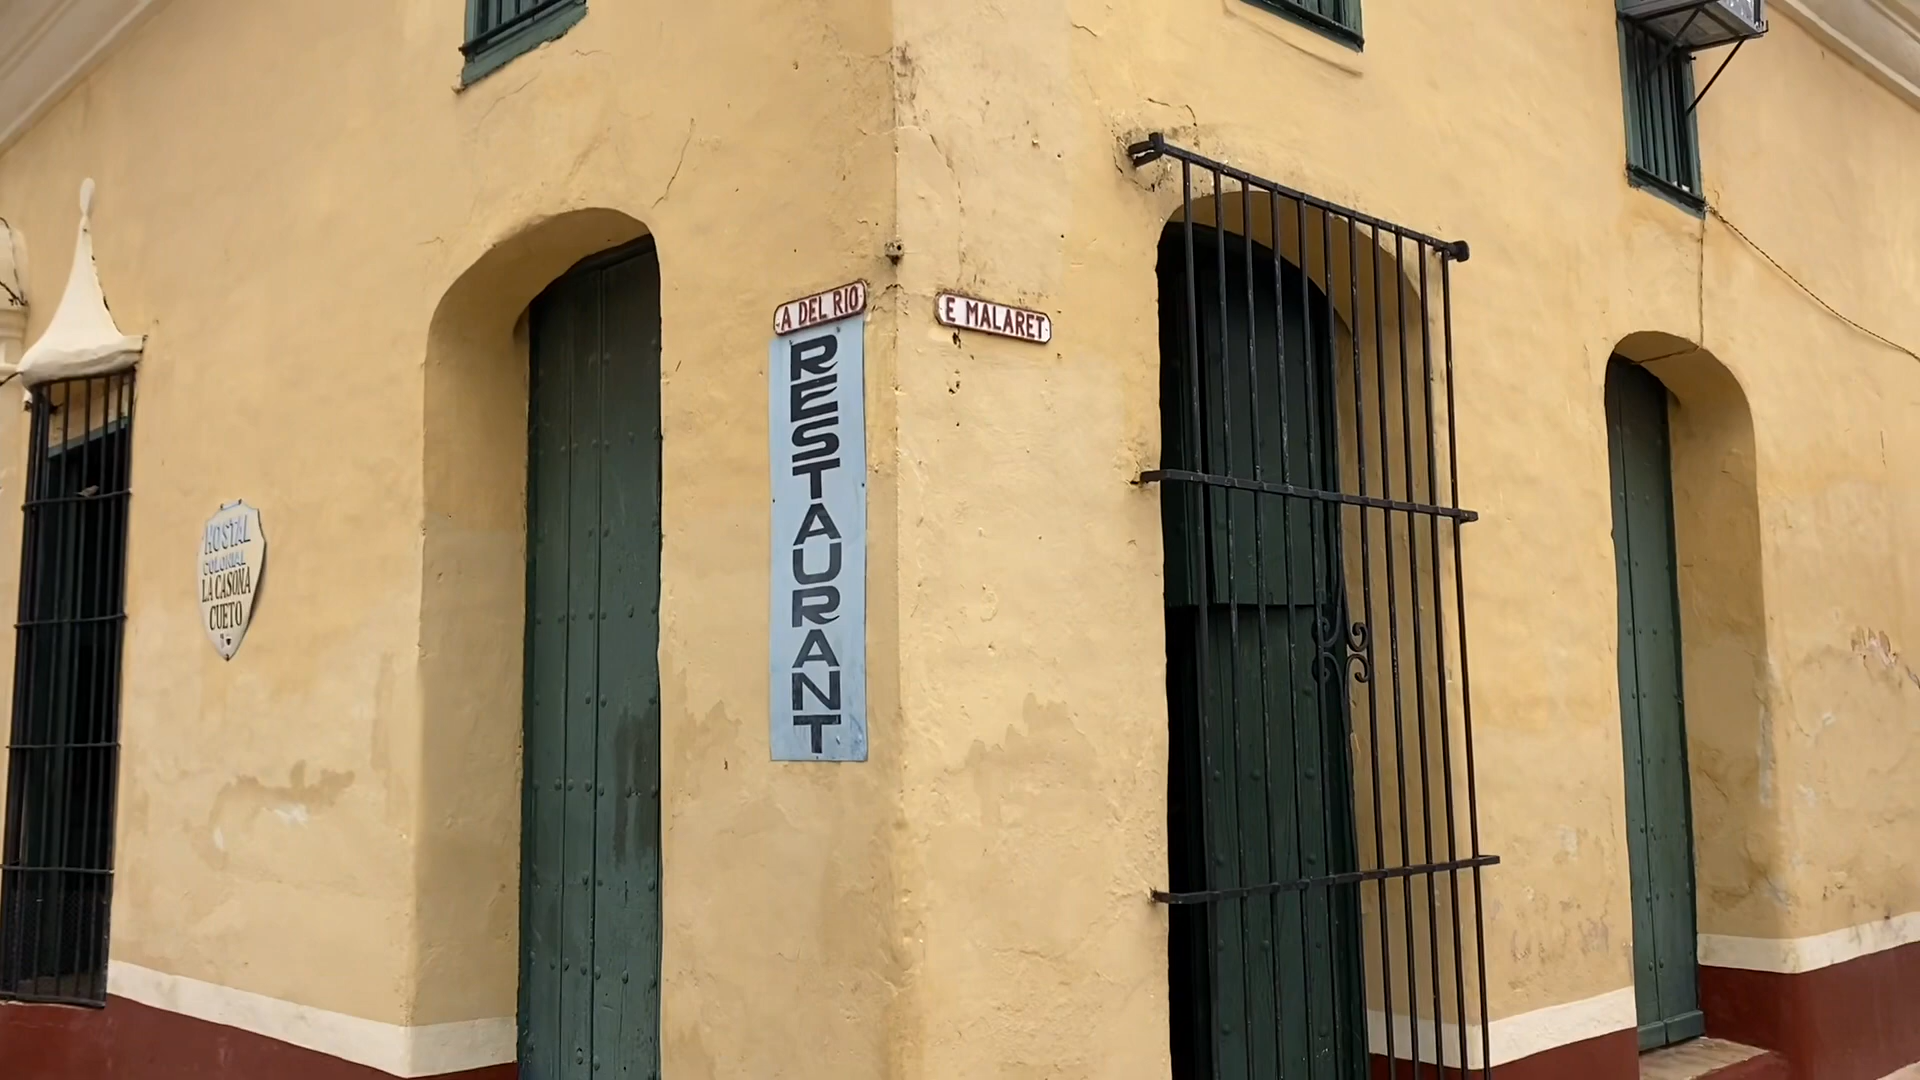 HOSTAL
COLONIAL
LA CASONA
CUETO
A DEL RIO
RESTAURANT
E MALARET